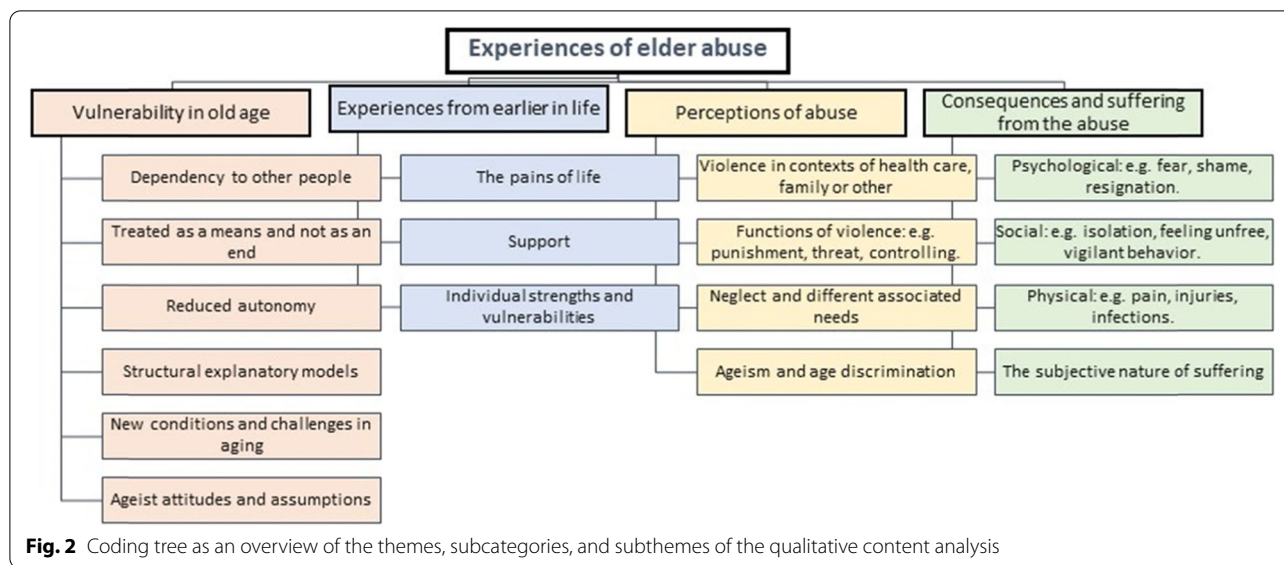 Experiences of elder abuse
Vulnerability in old age
Dependency to other people
Treated as a means and not as an
end
Reduced autonomy
Structural explanatory models
New conditions and challenges in
aging
Ageist attitudes and assumptions
Experiences from earlier in life
The pains of life
Support
Individual strengths and
vulnerabilities
Perceptions of abuse
Violence in contexts of health care,
family or other
Functions of violence: e.g.
punishment, threat, controlling.
Neglect and different associated
needs
Ageism and age discrimination
Consequences and suffering
from the abuse
Psychological: e.g. fear, shame,
resignation.
Social: e.g. isolation, feeling unfree,
vigilant behavior.
Physical: e.g. pain, injuries,
infections.
The subjective nature of suffering
Fig. 2 Coding tree as an overview of the themes, subcategories, and subthemes of the qualitative content analysis